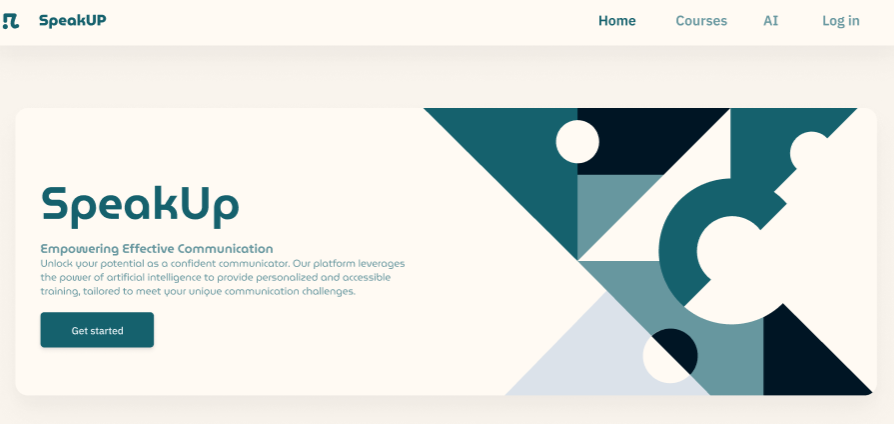 SpeakUP
Home Courses AI Log in
SpeakUp
Empowering Effective Communication
Unlock your potential as a confident communicator. Our platform leverages
the power of artificial intelligence to provide personalized and accessible
training, tailored to meet your unique communication challenges.
Get started